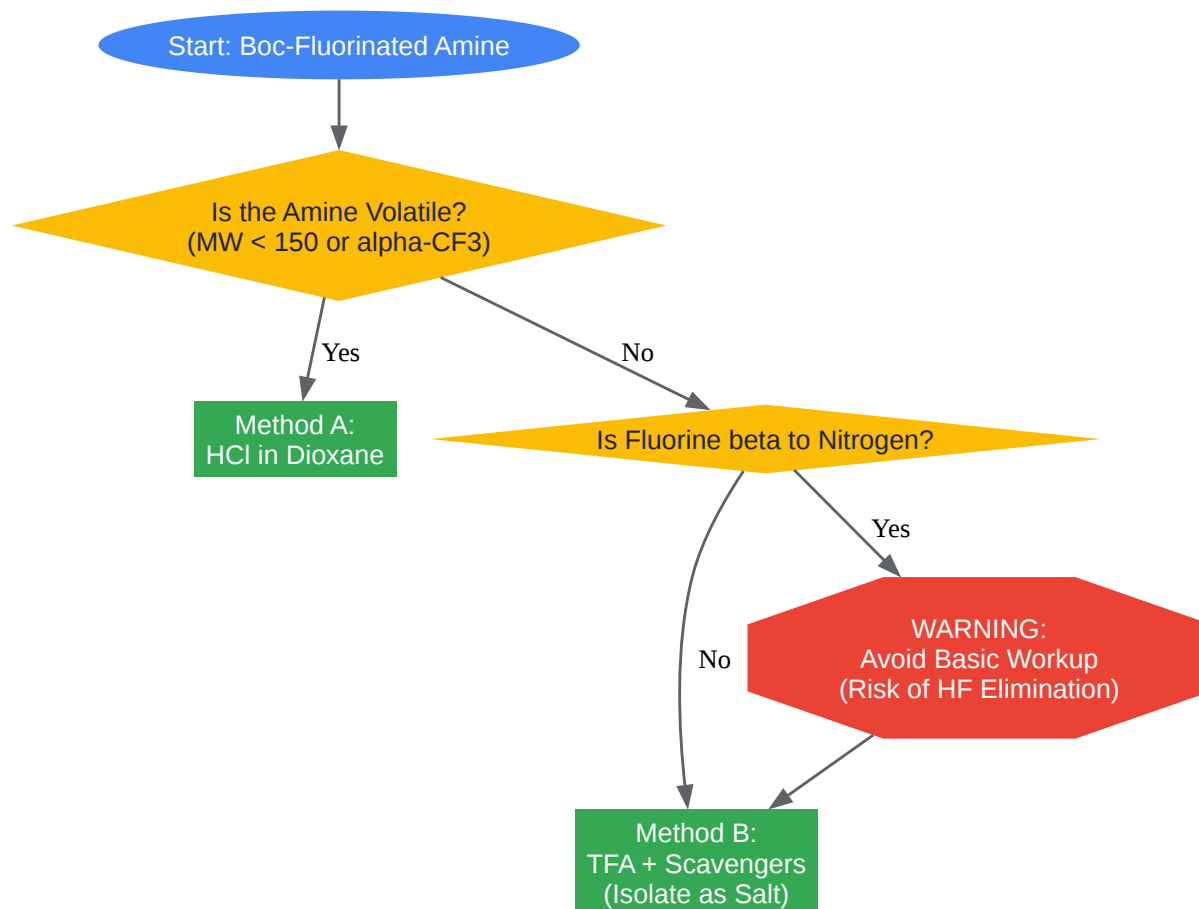 Start: Boc-Fluorinated Amine
Is the Amine Volatile?
(MW < 150 or alpha-CF3)
Yes
No
Method A:
HCl in Dioxane
Is Fluorine beta to Nitrogen?
Yes
No
WARNING:
Avoid Basic Workup
(Risk of HF Elimination)
Method B:
TFA + Scavengers
(Isolate as Salt)